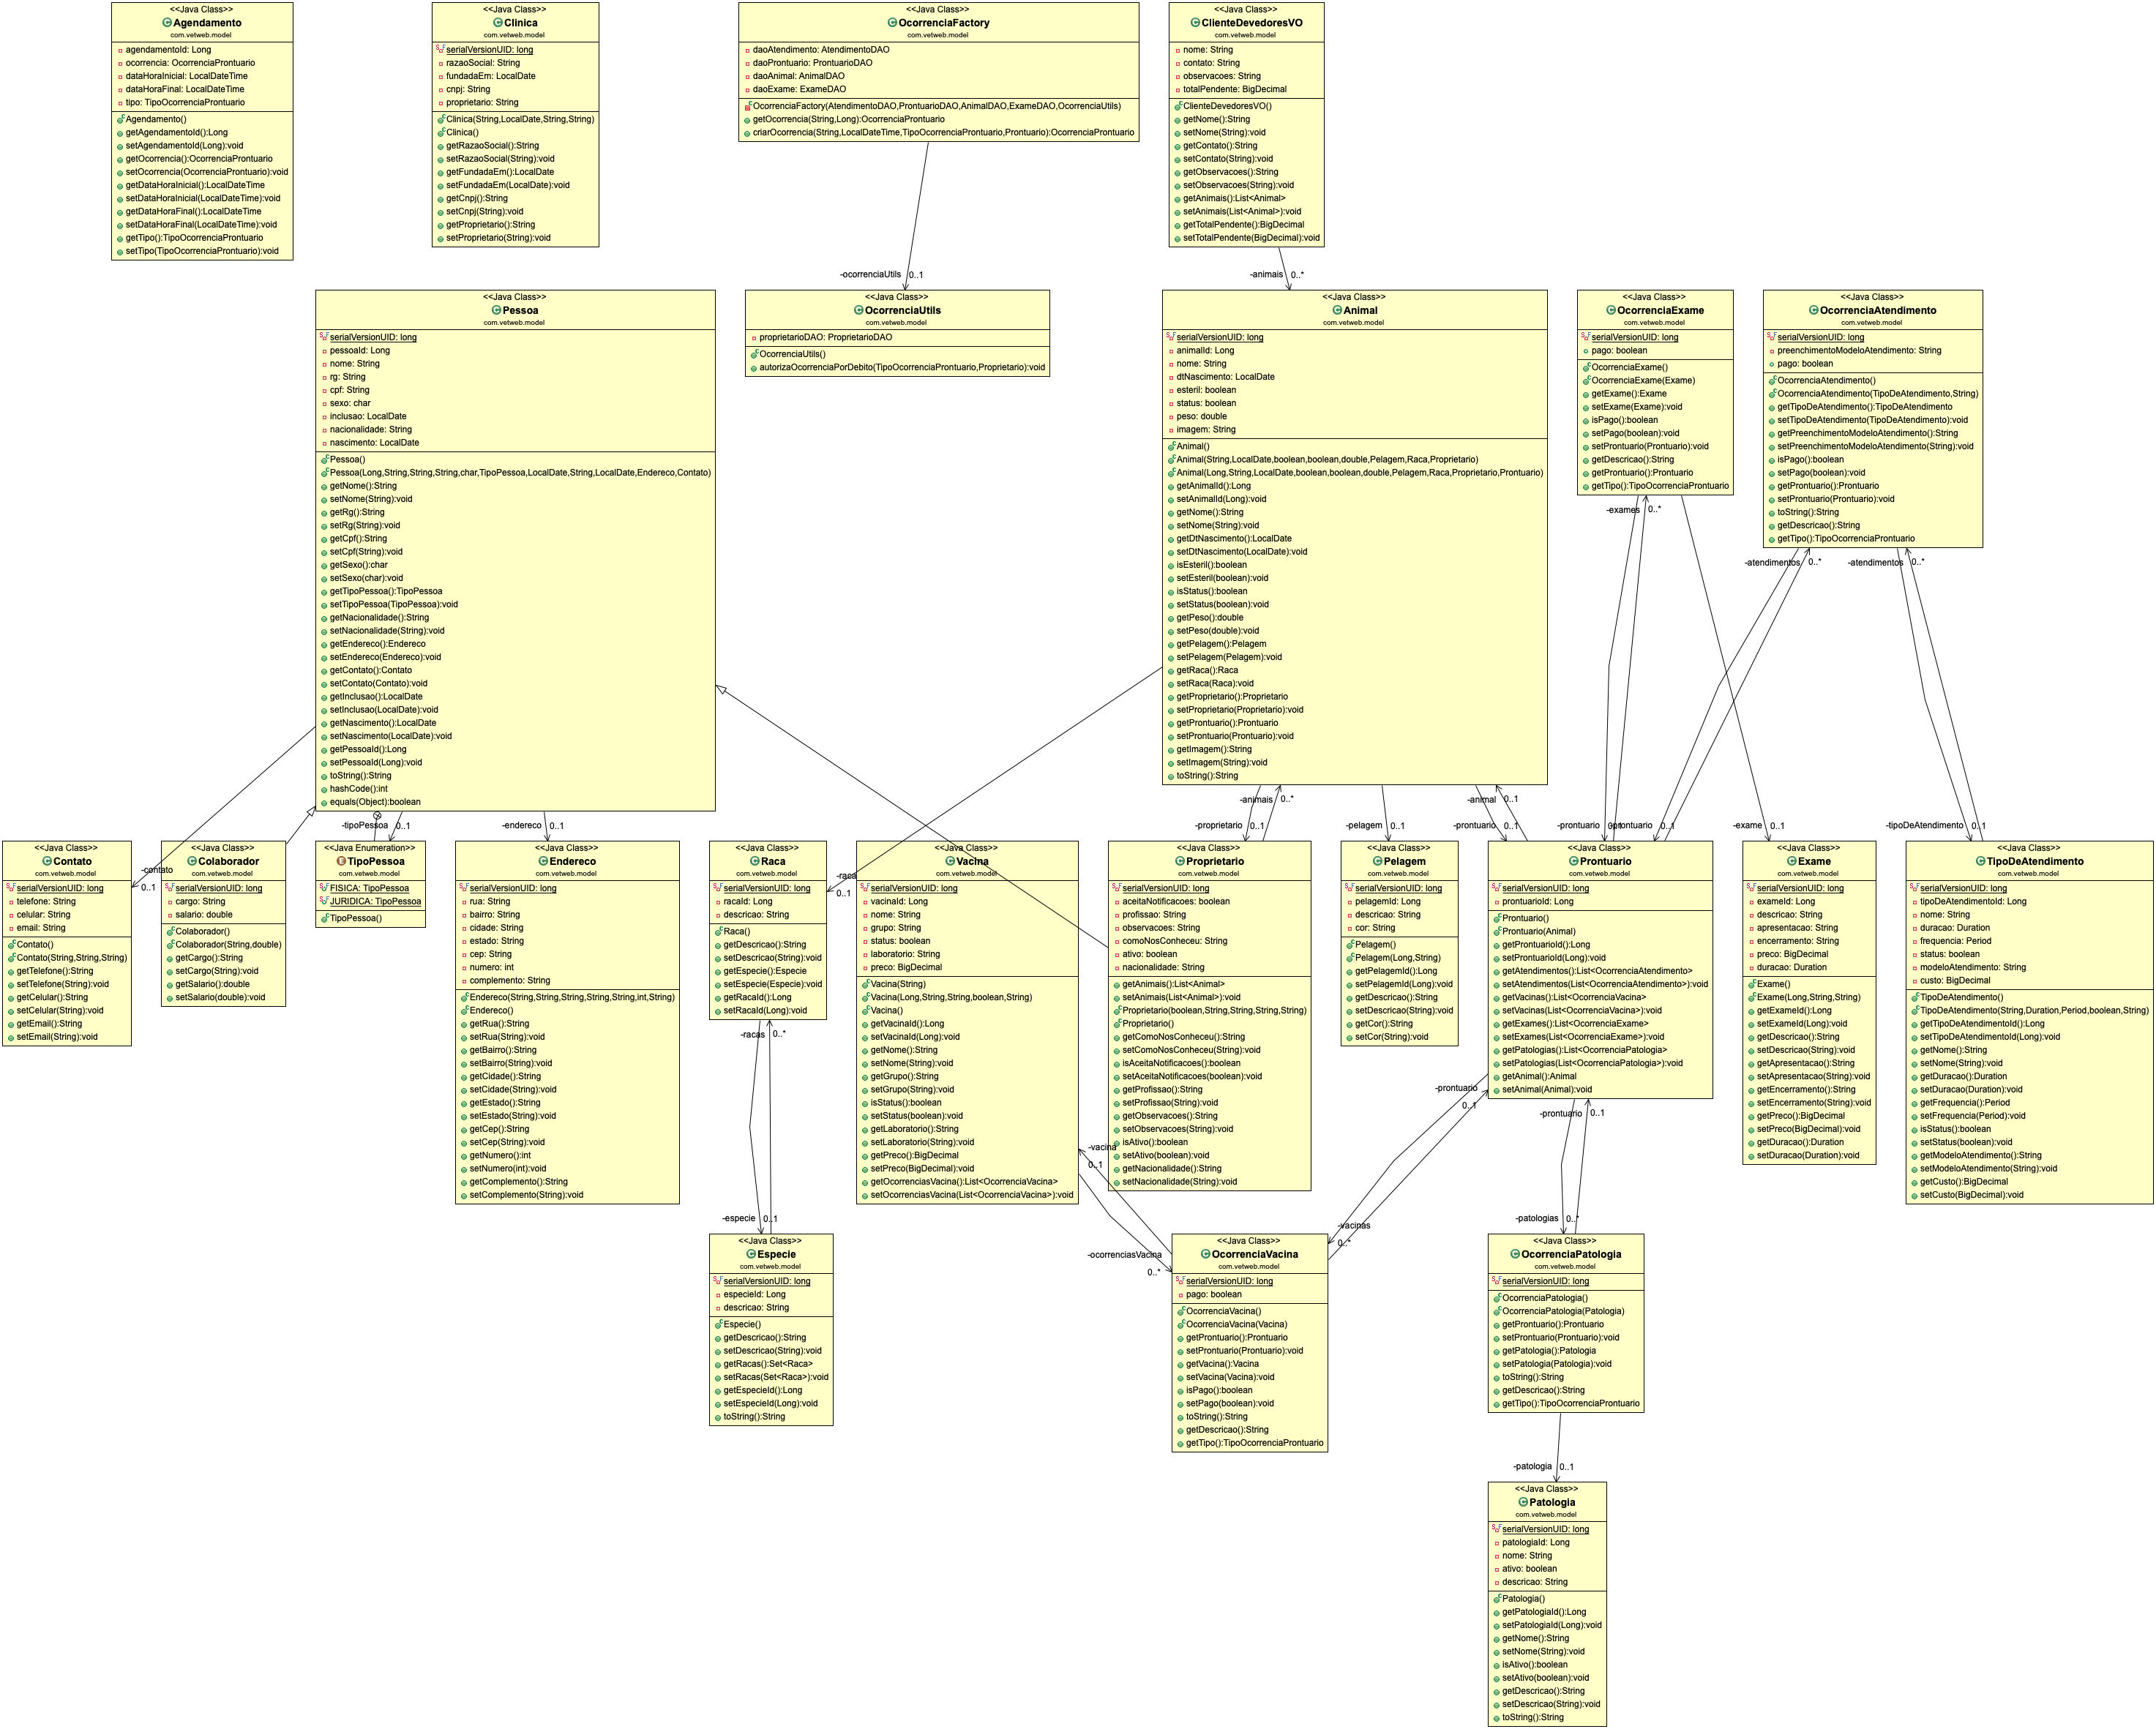 <<Java Class>>
Agendamento
com.vetweb.model
serialVersionUID: long
agendamentoId: Long
ocorrencia: OcorrenciaProntuario
dataHoraInicial: LocalDateTime
dataHoraFinal: LocalDateTime
tipo: TipoOcorrenciaProntuario
Agendamento()
getAgendamentoId():Long
setAgendamentoId(Long):void
getOcorrencia():OcorrenciaProntuario
setOcorrencia(OcorrenciaProntuario):void
getDataHoraInicial():LocalDateTime
setDataHoraInicial(LocalDateTime):void
getDataHoraFinal():LocalDateTime
setDataHoraFinal(LocalDateTime):void
getTipo():TipoOcorrenciaProntuario
setTipo(TipoOcorrenciaProntuario):void
<<Java Class>>
Clinica
com.vetweb.model
serialVersionUID: long
razaoSocial: String
fundadaEm: LocalDate
cnpj: String
proprietario: String
Clinica(String,LocalDate,String,String)
Clinica()
getRazaoSocial():String
setRazaoSocial(String):void
getFundadaEm():LocalDate
setFundadaEm(LocalDate):void
getCnpj():String
setCnpj(String):void
getProprietario():String
setProprietario(String):void
<<Java Class>>
OcorrenciaFactory
com.vetweb.model
daoAtendimento: AtendimentoDAO
daoProntuario: ProntuarioDAO
daoAnimal: AnimalDAO
daoExame: ExameDAO
OcorrenciaFactory(AtendimentoDAO,ProntuarioDAO,AnimalDAO,ExameDAO,OcorrenciaUtils)
getOcorrencia(String,Long):OcorrenciaProntuario
criarOcorrencia(String,LocalDateTime,TipoOcorrenciaProntuario,Prontuario):OcorrenciaProntuario
<<Java Class>>
ClienteDevedoresVO
com.vetweb.model
nome: String
contato: String
observacoes: String
totalPendente: BigDecimal
ClienteDevedoresVO()
getNome():String
setNome(String):void
getContato():String
setContato(String):void
getObservacoes():String
setObservacoes(String):void
getAnimais():List<Animal>
setAnimais(List<Animal>):void
getTotalPendente():BigDecimal
setTotalPendente(BigDecimal):void
-ocorrenciaUtils 0..1
-animais 0..*
<<Java Class>>
Pessoa
com.vetweb.model
serialVersionUID: long
pessoaId: Long
nome: String
rg: String
cpf: String
sexo: char
inclusao: LocalDate
nacionalidade: String
nascimento: LocalDate
Pessoa()
Pessoa(Long,String,String,String,char,TipoPessoa,LocalDate,String,LocalDate,Endereco,Contato)
getNome():String
setNome(String):void
getRg():String
setRg(String):void
getCpf():String
setCpf(String):void
getSexo():char
setSexo(char):void
getTipoPessoa():TipoPessoa
setTipoPessoa(TipoPessoa):void
getNacionalidade():String
setNacionalidade(String):void
getEndereco():Endereco
setEndereco(Endereco):void
getContato():Contato
setContato(Contato):void
getInclusao():LocalDate
setInclusao(LocalDate):void
getNascimento():LocalDate
setNascimento(LocalDate):void
getPessoaId():Long
setPessoaId(Long):void
toString():String
hashCode():int
equals(Object):boolean
<<Java Class>>
OcorrenciaUtils
com.vetweb.model
proprietarioDAO: ProprietarioDAO
OcorrenciaUtils()
autorizaOcorrenciaPorDebito(TipoOcorrenciaProntuario,Proprietario):void
<<Java Class>>
Animal
com.vetweb.model
serialVersionUID: long
animalId: Long
nome: String
dtNascimento: LocalDate
esteril: boolean
status: boolean
peso: double
imagem: String
Animal()
Animal(String,LocalDate,boolean,boolean,double,Pelagem,Raca,Proprietario)
Animal(Long,String,LocalDate,boolean,boolean,double,Pelagem,Raca,Proprietario,Prontuario)
getAnimalId():Long
setAnimalId(Long):void
getNome():String
setNome(String):void
getDtNascimento():LocalDate
setDtNascimento(LocalDate):void
isEsteril():boolean
setEsteril(boolean):void
isStatus():boolean
setStatus(boolean):void
getPeso():double
setPeso(double):void
getPelagem():Pelagem
setPelagem(Pelagem):void
getRaca():Raca
setRaca(Raca):void
getProprietario():Proprietario
setProprietario(Proprietario):void
getProntuario():Prontuario
setProntuario(Prontuario):void
getImagem():String
setImagem(String):void
toString():String
<<Java Class>>
OcorrenciaExame
com.vetweb.model
serialVersionUID: long
pago: boolean
OcorrenciaExame()
OcorrenciaExame(Exame)
getExame():Exame
setExame(Exame):void
isPago():boolean
setPago(boolean):void
setProntuario(Prontuario):void
getDescricao():String
getProntuario():Prontuario
getTipo():TipoOcorrenciaProntuario
<<Java Class>>
OcorrenciaAtendimento
com.vetweb.model
serialVersionUID: long
preenchimentoModeloAtendimento: String
pago: boolean
OcorrenciaAtendimento()
OcorrenciaAtendimento(TipoDeAtendimento,String)
getTipoDeAtendimento():TipoDeAtendimento
setTipoDeAtendimento(TipoDeAtendimento):void
getPreenchimentoModeloAtendimento():String
setPreenchimentoModeloAtendimento(String):void
isPago():boolean
setPago(boolean):void
getProntuario():Prontuario
setProntuario(Prontuario):void
toString():String
getDescricao():String
getTipo():TipoOcorrenciaProntuario
-exames 0..*
-atendimentos 0..*
-atendimentos 0..*
-animais 0..*
-animal 0..1
-tipoPessoa 0..1
-endereco 0..1
-proprietario 0..1
-pelagem 0..1
-prontuario 0..1
-prontuario 0..1
-prontuario 0..1
-exame 0..1
-tipoDeAtendimento 0..1
-contato
0..1
-raca
0..1
<<Java Class>>
Contato
com.vetweb.model
serialVersionUID: long
telefone: String
celular: String
email: String
Contato()
Contato(String,String,String)
getTelefone():String
setTelefone(String):void
getCelular():String
setCelular(String):void
getEmail():String
setEmail(String):void
<<Java Class>>
Colaborador
com.vetweb.model
serialVersionUID: long
cargo: String
salario: double
Colaborador()
Colaborador(String,double)
getCargo():String
setCargo(String):void
getSalario():double
setSalario(double):void
<<Java Enumeration>>
TipoPessoa
com.vetweb.model
FISICA: TipoPessoa
JURIDICA: TipoPessoa
TipoPessoa()
<<Java Class>>
Endereco
com.vetweb.model
serialVersionUID: long
rua: String
bairro: String
cidade: String
estado: String
cep: String
numero: int
complemento: String
Endereco(String,String,String,String,String,int,String)
Endereco()
getRua():String
setRua(String):void
getBairro():String
setBairro(String):void
getCidade():String
setCidade(String):void
getEstado():String
setEstado(String):void
getCep():String
setCep(String):void
getNumero():int
setNumero(int):void
getComplemento():String
setComplemento(String):void
<<Java Class>>
Raca
com.vetweb.model
serialVersionUID: long
racaId: Long
descricao: String
Raca()
getDescricao():String
setDescricao(String):void
getEspecie():Especie
setEspecie(Especie):void
getRacaId():Long
setRacaId(Long):void
<<Java Class>>
Vacina
com.vetweb.model
serialVersionUID: long
vacinaId: Long
nome: String
grupo: String
status: boolean
laboratorio: String
preco: BigDecimal
Vacina(String)
Vacina(Long,String,String,boolean,String)
Vacina()
getVacinaId():Long
setVacinaId(Long):void
getNome():String
setNome(String):void
getGrupo():String
setGrupo(String):void
isStatus():boolean
setStatus(boolean):void
getLaboratorio():String
setLaboratorio(String):void
getPreco():BigDecimal
setPreco(BigDecimal):void
getOcorrenciasVacina():List<OcorrenciaVacina>
setOcorrenciasVacina(List<OcorrenciaVacina>):void
<<Java Class>>
Proprietario
com.vetweb.model
serialVersionUID: long
aceitaNotificacoes: boolean
profissao: String
observacoes: String
comoNosConheceu: String
ativo: boolean
nacionalidade: String
getAnimais():List<Animal>
setAnimais(List<Animal>):void
Proprietario(boolean,String,String,String,String)
Proprietario()
getComoNosConheceu():String
setComoNosConheceu(String):void
isAceitaNotificacoes():boolean
setAceitaNotificacoes(boolean):void
getProfissao():String
setProfissao(String):void
getObservacoes():String
setObservacoes(String):void
isAtivo():boolean
setAtivo(boolean):void
getNacionalidade():String
setNacionalidade(String):void
<<Java Class>>
Pelagem
com.vetweb.model
serialVersionUID: long
pelagemId: Long
descricao: String
cor: String
Pelagem()
Pelagem(Long,String)
getPelagemId():Long
setPelagemId(Long):void
getDescricao():String
setDescricao(String):void
getCor():String
setCor(String):void
<<Java Class>>
Prontuario
com.vetweb.model
serialVersionUID: long
prontuarioId: Long
Prontuario()
Prontuario(Animal)
getProntuarioId():Long
setProntuarioId(Long):void
getAtendimentos():List<OcorrenciaAtendimento>
setAtendimentos(List<OcorrenciaAtendimento>):void
getVacinas():List<OcorrenciaVacina>
setVacinas(List<OcorrenciaVacina>):void
getExames():List<OcorrenciaExame>
setExames(List<OcorrenciaExame>):void
getPatologias():List<OcorrenciaPatologia>
setPatologias(List<OcorrenciaPatologia>):void
getAnimal():Animal
setAnimal(Animal):void
<<Java Class>>
Exame
com.vetweb.model
serialVersionUID: long
exameId: Long
descricao: String
apresentacao: String
encerramento: String
preco: BigDecimal
duracao: Duration
Exame()
Exame(Long,String,String)
getExameId():Long
setExameId(Long):void
getDescricao():String
setDescricao(String):void
getApresentacao():String
setApresentacao(String):void
getEncerramento():String
setEncerramento(String):void
getPreco():BigDecimal
setPreco(BigDecimal):void
getDuracao():Duration
setDuracao(Duration):void
<<Java Class>>
TipoDeAtendimento
com.vetweb.model
serialVersionUID: long
tipoDeAtendimentoId: Long
nome: String
duracao: Duration
frequencia: Period
status: boolean
modeloAtendimento: String
custo: BigDecimal
TipoDeAtendimento()
TipoDeAtendimento(String,Duration,Period,boolean,String)
getTipoDeAtendimentoId():Long
setTipoDeAtendimentoId(Long):void
getNome():String
setNome(String):void
getDuracao():Duration
setDuracao(Duration):void
getFrequencia():Period
setFrequencia(Period):void
isStatus():boolean
setStatus(boolean):void
getModeloAtendimento():String
setModeloAtendimento(String):void
getCusto():BigDecimal
setCusto(BigDecimal):void
-racas 0..*
-especie 0..1
-vacina
0..1
-ocorrenciasVacina
0..*
-prontuario
0..1
-vacinas
0..*
-prontuario 0..1
-patologias 0..*
<<Java Class>>
Especie
com.vetweb.model
serialVersionUID: long
especieId: Long
descricao: String
Especie()
getDescricao():String
setDescricao(String):void
getRacas():Set<Raca>
setRacas(Set<Raca>):void
getEspecieId():Long
setEspecieId(Long):void
toString():String
<<Java Class>>
OcorrenciaVacina
com.vetweb.model
serialVersionUID: long
pago: boolean
OcorrenciaVacina()
OcorrenciaVacina(Vacina)
getProntuario():Prontuario
setProntuario(Prontuario):void
getVacina():Vacina
setVacina(Vacina):void
isPago():boolean
setPago(boolean):void
toString():String
getDescricao():String
getTipo():TipoOcorrenciaProntuario
<<Java Class>>
OcorrenciaPatologia
com.vetweb.model
serialVersionUID: long
OcorrenciaPatologia()
OcorrenciaPatologia(Patologia)
getProntuario():Prontuario
setProntuario(Prontuario):void
getPatologia():Patologia
setPatologia(Patologia):void
toString():String
getDescricao():String
getTipo():TipoOcorrenciaProntuario
-patologia 0..1
<<Java Class>>
Patologia
com.vetweb.model
serialVersionUID: long
patologiaId: Long
nome: String
ativo: boolean
descricao: String
Patologia()
getPatologiaId():Long
setPatologiaId(Long):void
getNome():String
setNome(String):void
isAtivo():boolean
setAtivo(boolean):void
getDescricao():String
setDescricao(String):void
toString():String